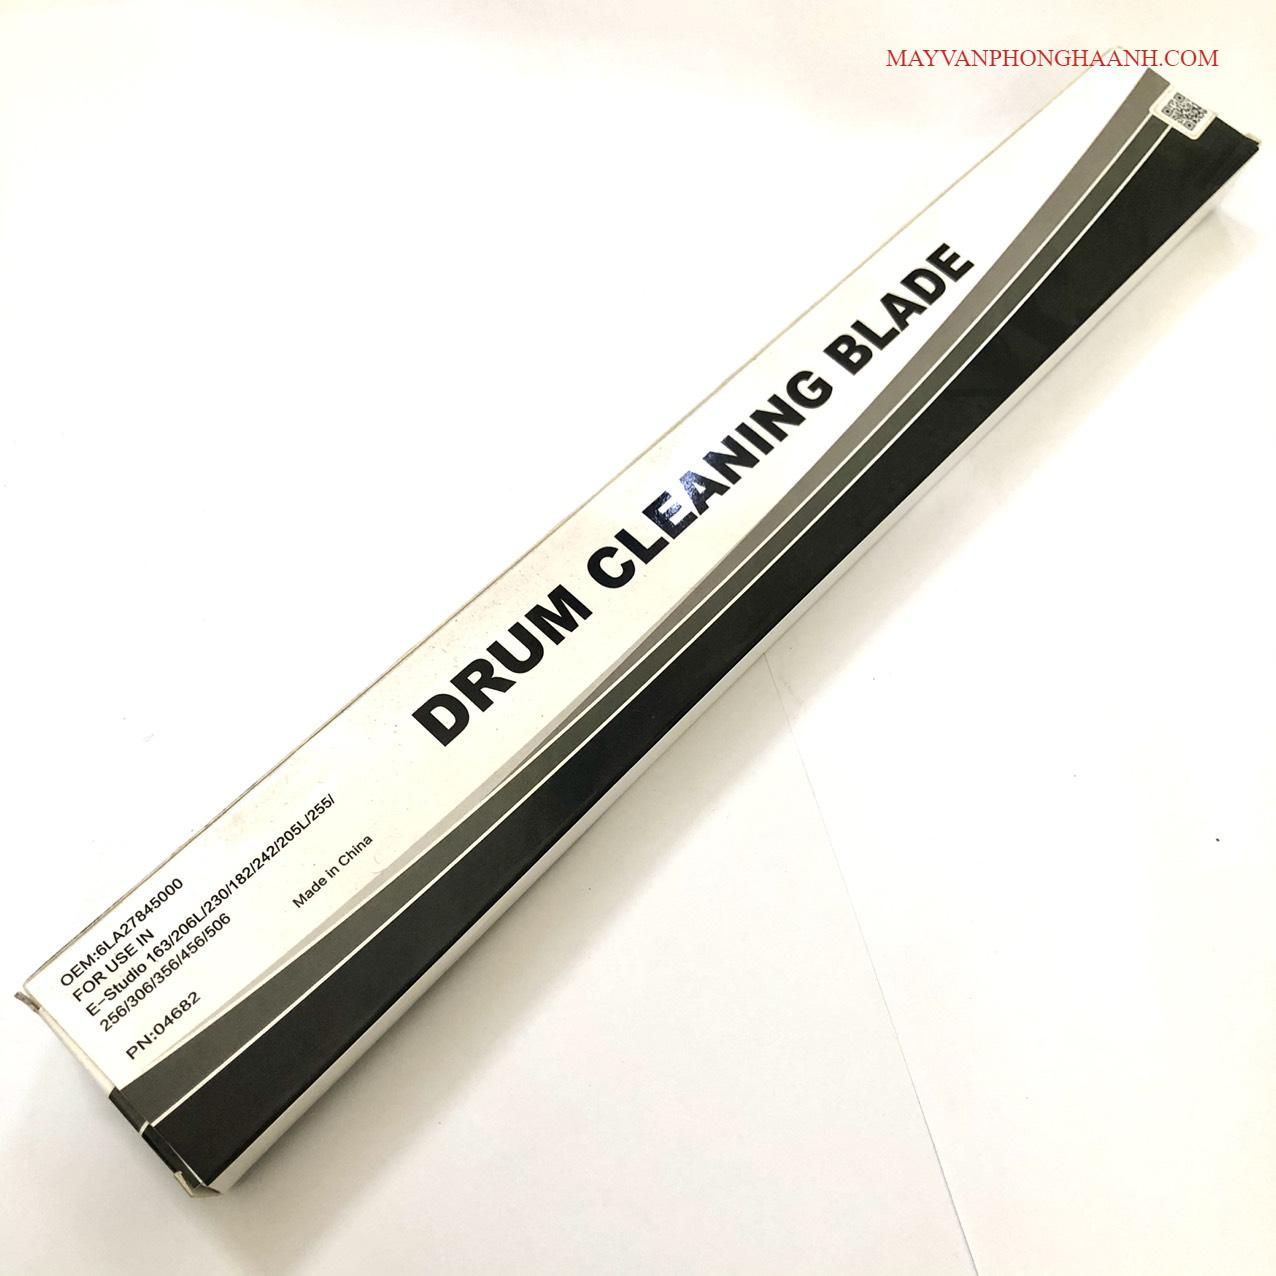 MAYVANPHONGHAANH.COM
DRUM CLEANING BLADE
OEM:6LA27845000
FOR USE IN
E-Studio 163/206L/230/182/242/205L/255/
256/306/356/456/506
PN:04682
Made in China